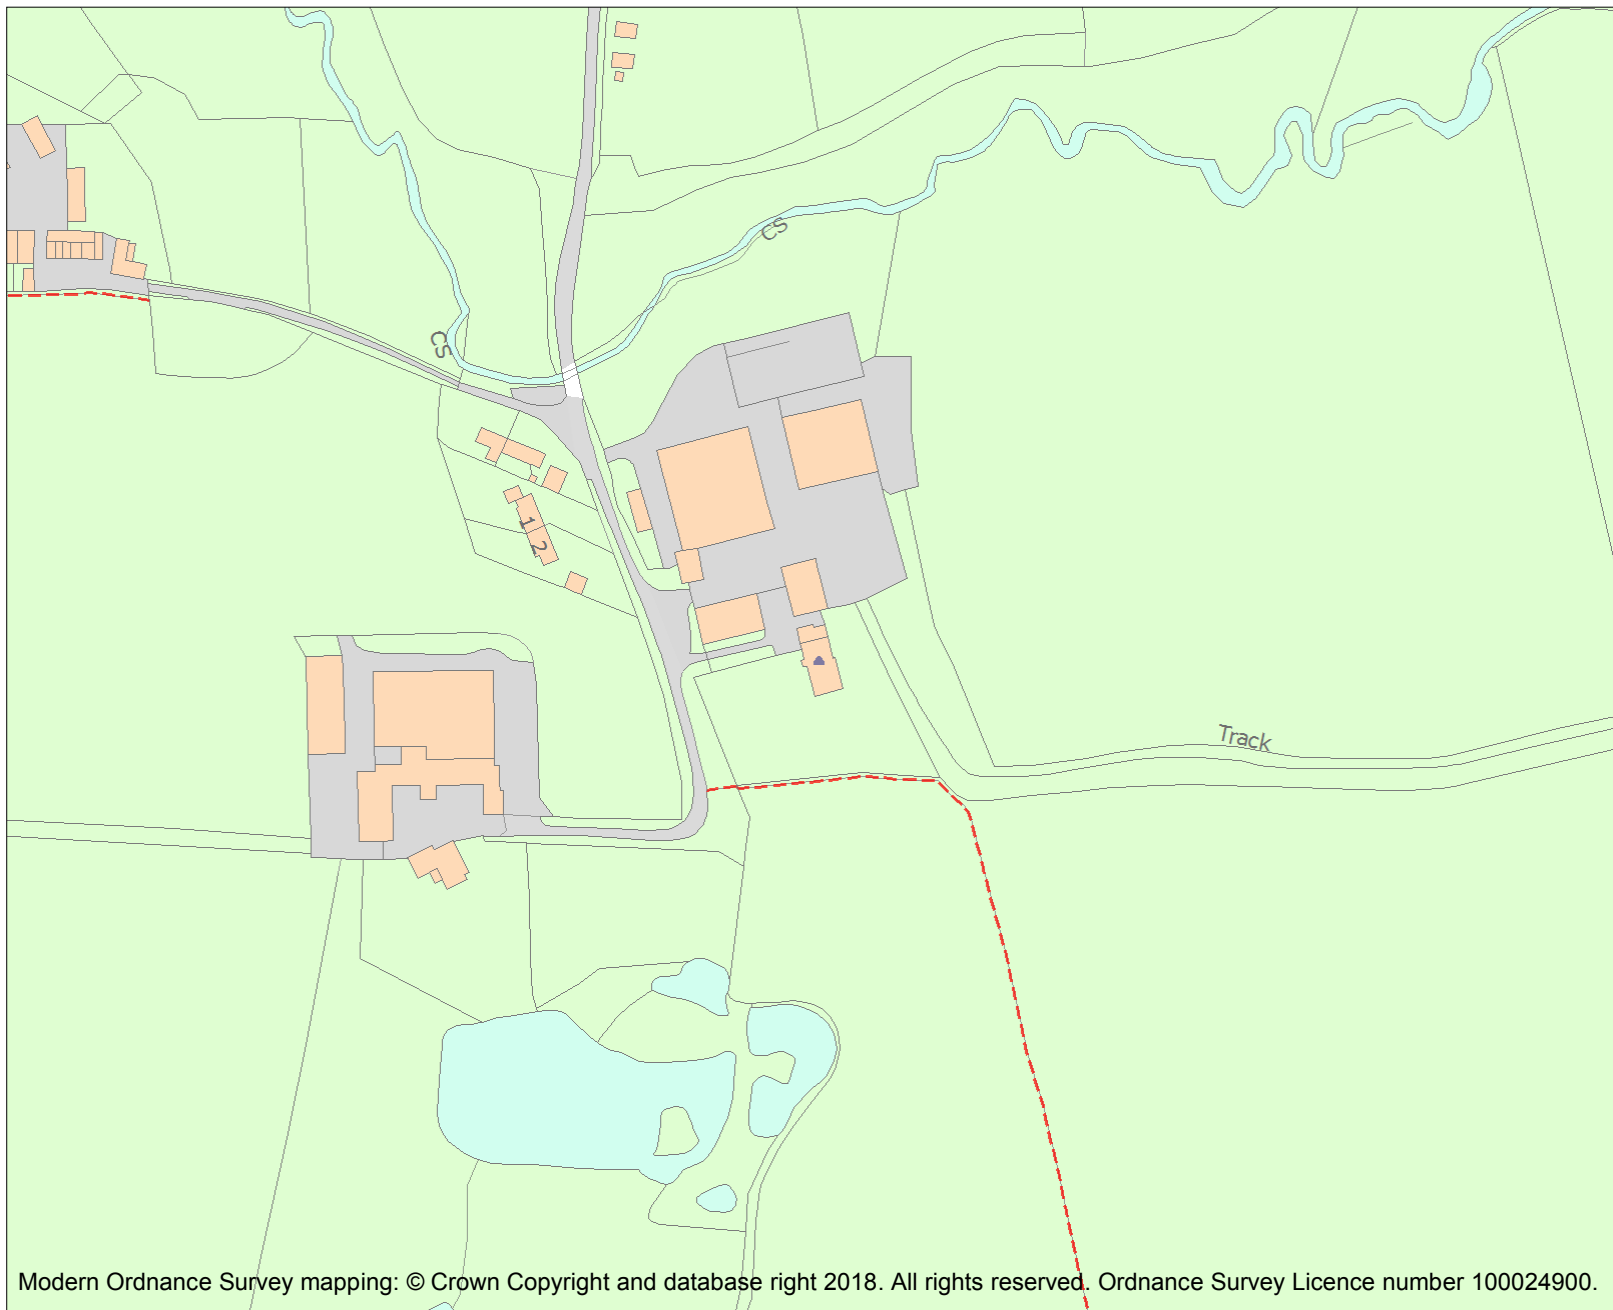 CS
CS
1
2
Track
Modern Ordnance Survey mapping: © Crown Copyright and database right 2018. All rights reserved. Ordnance Survey Licence number 100024900.